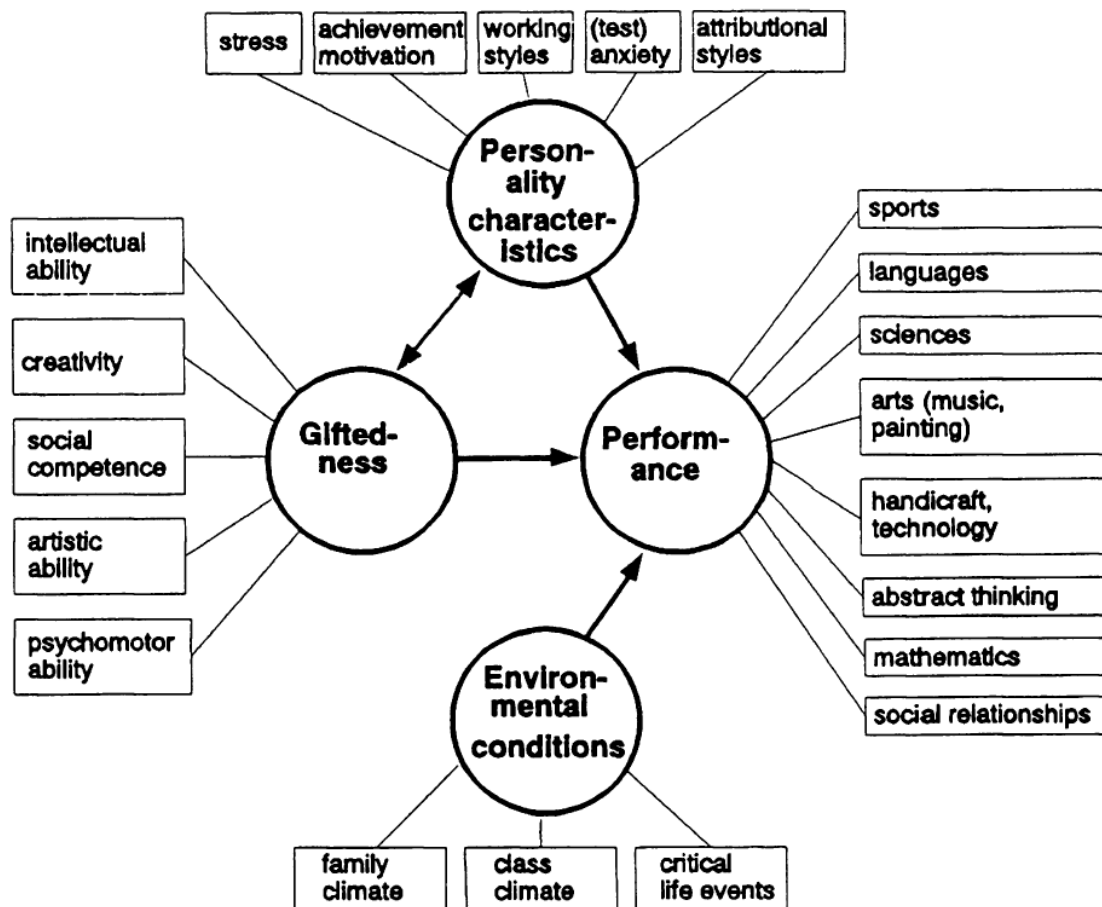 stress
achievement
motivation
working
styles
(test)
anxiety
attributional
styles
Person-
ality
character-
istics
intellectual
ability
creativity
social
competence
artistic
ability
psychomotor
ability
Gifted-
ness
Perform-
ance
sports
languages
sciences
arts (music,
painting)
handicraft,
technology
abstract thinking
mathematics
social relationships
Environ-
mental
conditions
family
climate
class
climate
critical
life events